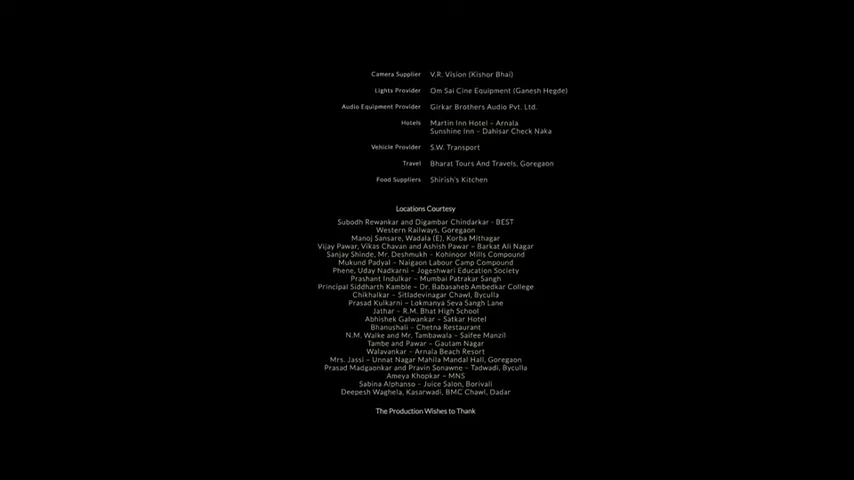 Camera Supplier V.R. Vision (Kishor Bhai)
Lights Provider Om Sai Cine Equipment (Ganesh Hegde)
Audio Equipment Provider Girkar Brothers Audio Pvt. Ltd.
Hotels Martin Inn Hotel – Arnala
Sunshine Inn – Dahisar Check Naka
Vehicle Provider S.W. Transport
Travel Bharat Tours And Travels, Goregaon
Food Suppliers Shirish's Kitchen
Locations Courtesy
Subodh Rewankar and Digambar Chindarkar - BEST
Western Railways, Goregaon
Manoj Sansare, Wadala (E), Korba Mithagar
Vijay Pawar, Vikas Chavan and Ashish Pawar – Barkat Ali Nagar
Sanjay Shinde, Mr. Deshmukh - Kohinoor Mills Compound
Mukund Padyal – Naigaon Labour Camp Compound
Phene, Uday Nadkarni – Jogeshwari Education Society
Prashant Indulkar – Mumbai Patrakar Sangh
Principal Siddharth Kamble – Dr. Babasaheb Ambedkar College
Chikhalkar – Sitladevinagar Chawl, Byculla
Prasad Kulkarni – Lokmanya Seva Sangh Lane
Jathar – R.M. Bhat High School
Abhishek Galwankar – Satkar Hotel
Bhanushali – Chetna Restaurant
N.M. Walke and Mr. Tambawala – Saifee Manzil
Tambe and Pawar – Gautam Nagar
Walavankar – Arnala Beach Resort
Mrs. Jassi – Unnat Nagar Mahila Mandal Hall, Goregaon
Prasad Madgaonkar and Pravin Sonawne – Tadwadi, Byculla
Ameya Khopkar – MNS
Sabina Alphanso – Juice Salon, Borivali
Deepesh Waghela, Kasarwadi, BMC Chawl, Dadar
The Production Wishes to Thank